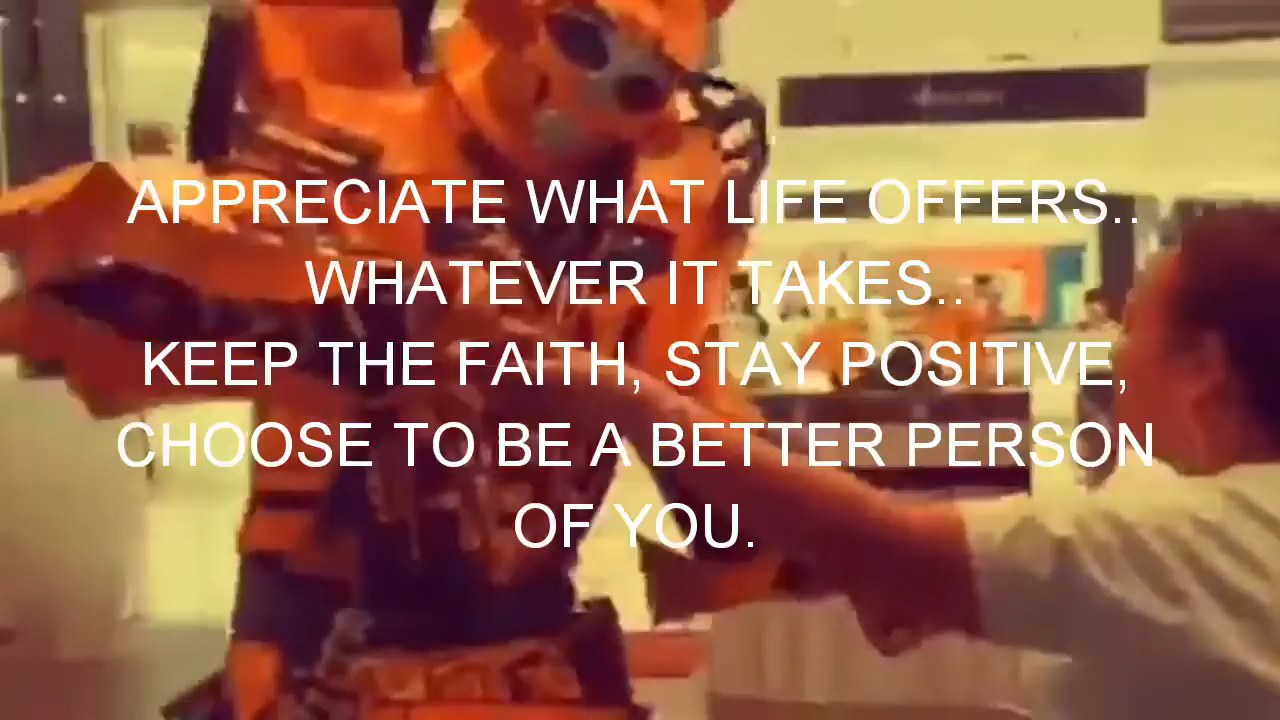 APPRECIATE WHAT LIFE OFFERS..
WHATEVER IT TAKES..
KEEP THE FAITH, STAY POSITIVE,
CHOOSE TO BE A BETTER PERSON
OF YOU.